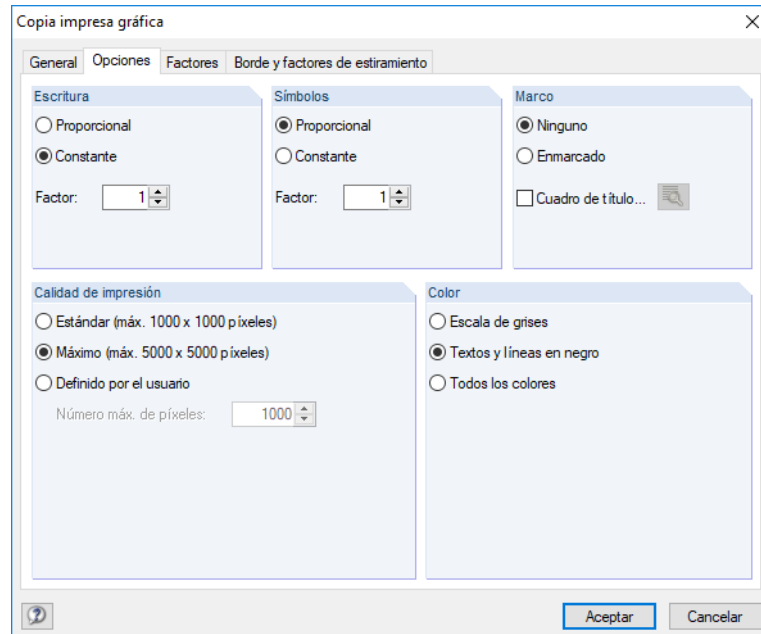 Copia impresa gráfica
General Opciones Factores Borde y factores de estiramiento
Escritura
Proporcional
Constante
Factor: 1
Símbolos
Proporcional
Constante
Factor: 1
Marco
Ninguno
Enmarcado
Cuadro de título...
Calidad de impresión
Estándar (máx. 1000 x 1000 píxeles)
Máximo (máx. 5000 x 5000 píxeles)
Definido por el usuario
Número máx. de píxeles: 1000
Color
Escala de grises
Textos y líneas en negro
Todos los colores
Aceptar Cancelar